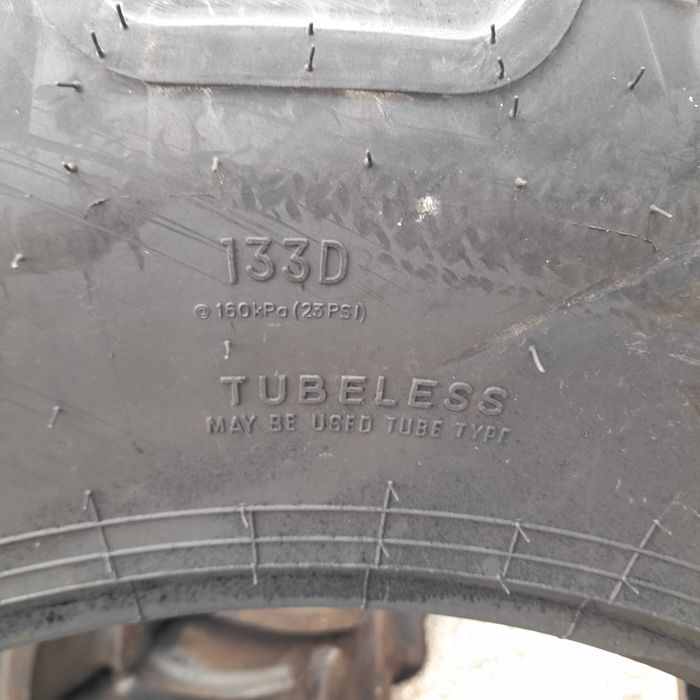 133D
@ 160kPa (23PSI)
TUBELESS
MAY BE USED TUBE TYPE